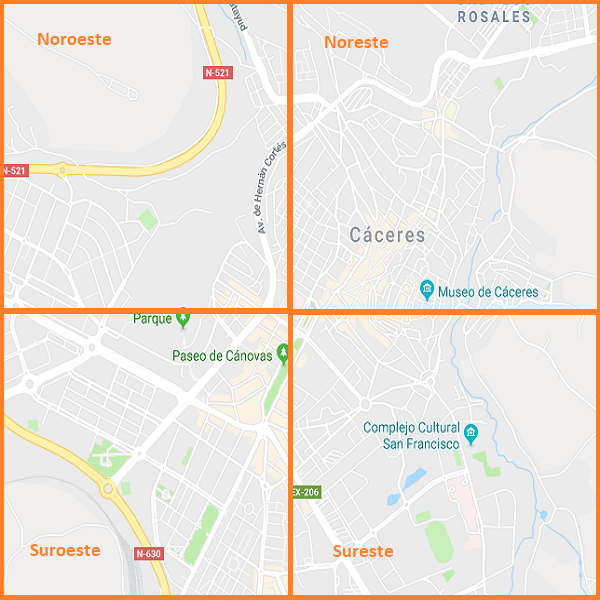 Noroeste
tayud
N-521
N-521
Av. de Hernán Cortés
ROSALES
Noreste
Cáceres
Museo de Cáceres
Parque
Paseo de Cánovas
Suroeste
N-630
Complejo Cultural
San Francisco
EX-206
Sureste